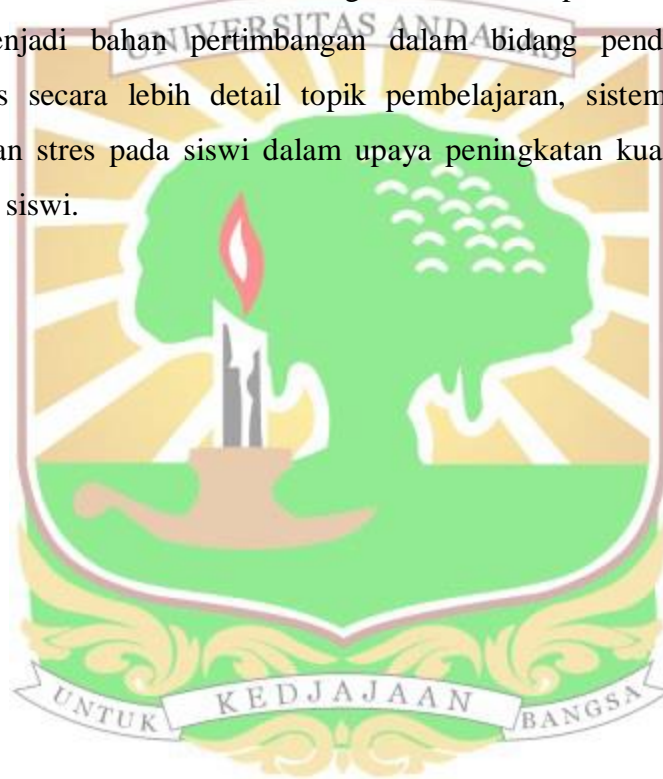 UNIVERSITAS ANDALAS
enjadi bahan pertimbangan dalam bidang pend
s secara lebih detail topik pembelajaran, sistem
an stres pada siswi dalam upaya peningkatan kua
siswi.
UNTUK KEDJAJAAN BANGSA